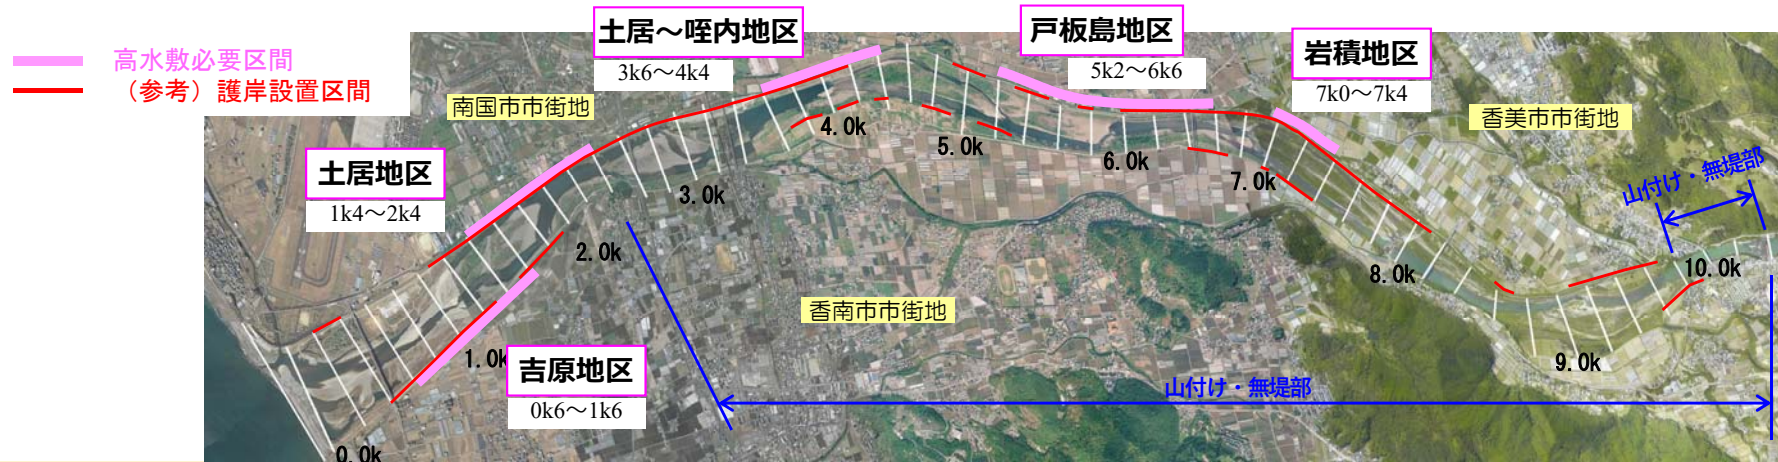 高水敷必要区間
（参考）護岸設置区間
土居～咥内地区
3k6～4k4
戸板島地区
5k2～6k6
岩積地区
7k0～7k4
南国市市街地
香美市市街地
土居地区
1k4～2k4
山付け・無堤部
4.0k
5.0k
6.0k
7.0k
3.0k
2.0k
8.0k
10.0k
香南市市街地
1.0k
吉原地区
0k6～1k6
9.0k
山付け・無堤部
0.0k